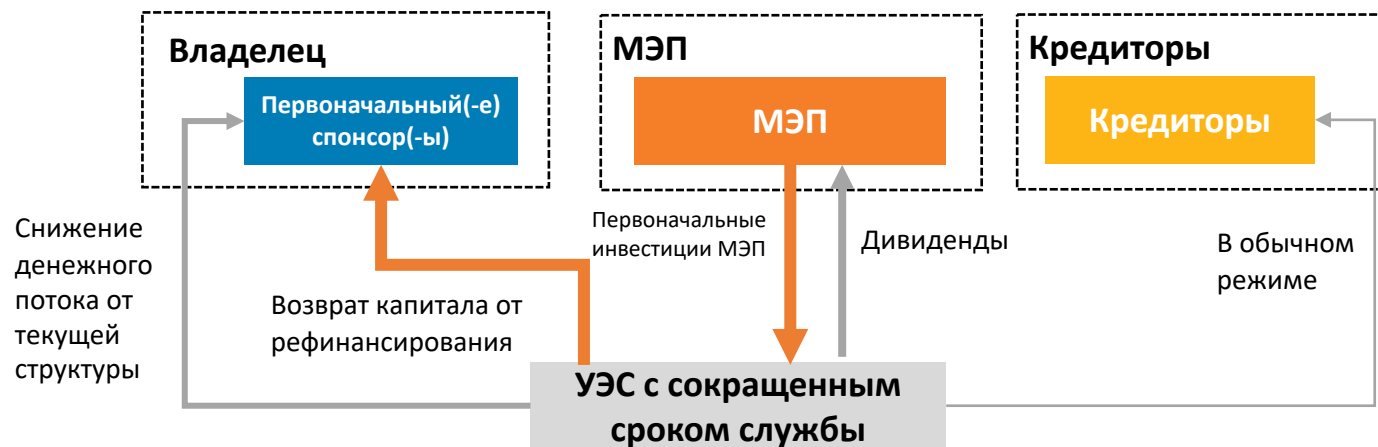 Владелец
Первоначальный(-е)
спонсор(-ы)
МЭП
МЭП
Кредиторы
Кредиторы
Снижение
денежного
потока от
текущей
структуры
Возврат капитала от
рефинансирования
Первоначальные
инвестиции МЭП
Дивиденды
В обычном
режиме
УЭС с сокращенным
сроком службы